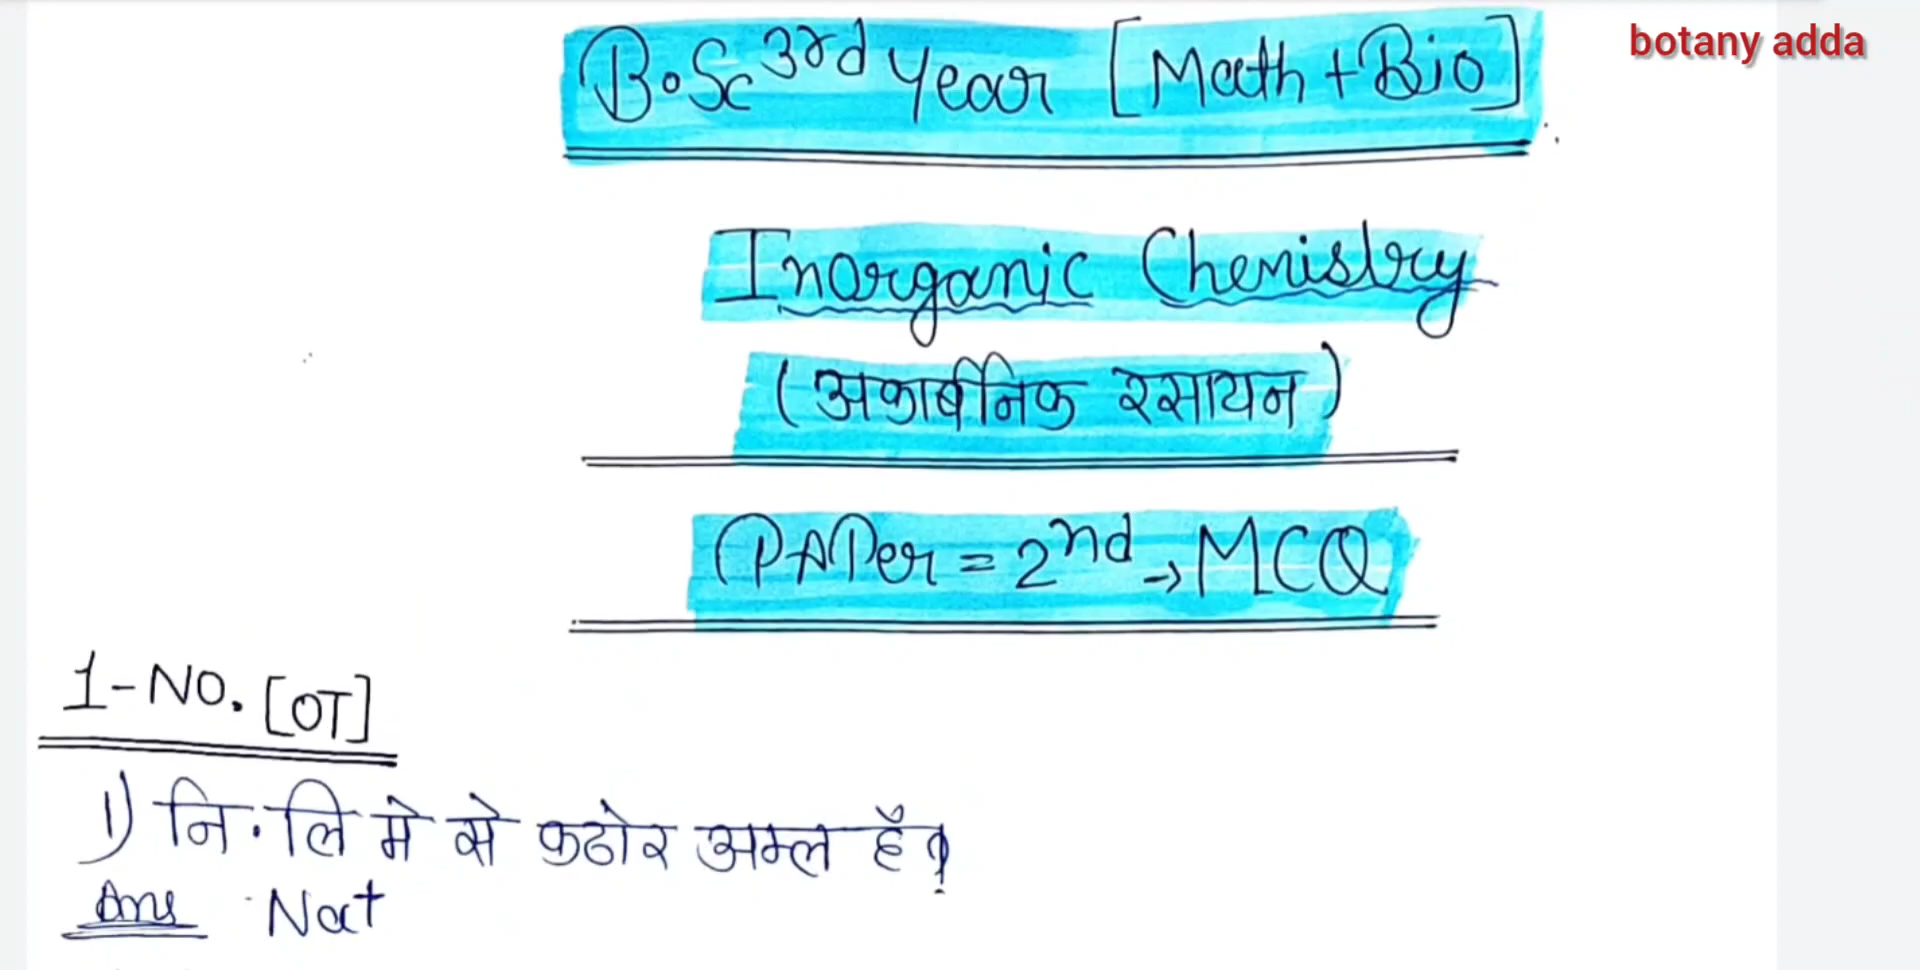 botany adda
B.Sc 3rd Year [Math + Bio]
Inorganic Chemistry
(अकार्बनिक रसायन)
PAPer = 2nd → MCQ
1-NO. [OT]
1) नि.लि मे से कठोर अम्ल है?
Ans Na+